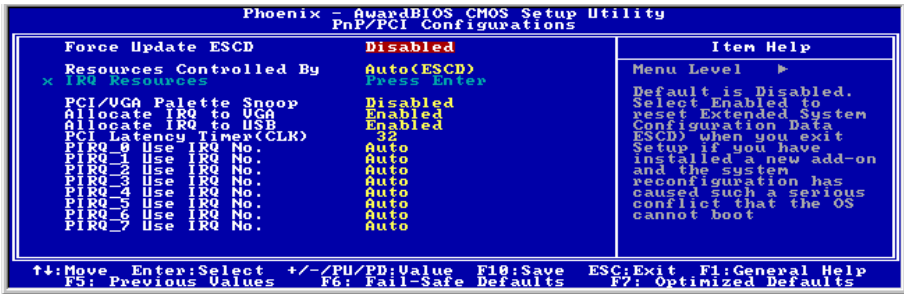 Phoenix - AwardBIOS CMOS Setup Utility
PnP/PCI Configurations
Force Update ESCD Disabled
Resources Controlled By Auto(ESCD)
x IRQ Resources Press Enter
PCI/VGA Palette Snoop Disabled
Allocate IRQ to VGA Enabled
Allocate IRQ to USB Enabled
PCI Latency Timer(CLK) 32
PIRQ_0 Use IRQ No. Auto
PIRQ_1 Use IRQ No. Auto
PIRQ_2 Use IRQ No. Auto
PIRQ_3 Use IRQ No. Auto
PIRQ_4 Use IRQ No. Auto
PIRQ_5 Use IRQ No. Auto
PIRQ_6 Use IRQ No. Auto
PIRQ_7 Use IRQ No. Auto
Item Help
Menu Level ►
Default is Disabled.
Select Enabled to
reset Extended System
Configuration Data
ESCD) when you exit
Setup if you have
installed a new add-on
and the system
reconfiguration has
caused such a serious
conflict that the OS
cannot boot
↑↓:Move Enter:Select +/-/PU/PD:Value F10:Save ESC:Exit F1:General Help
F5: Previous Values F6: Fail-Safe Defaults F7: Optimized Defaults